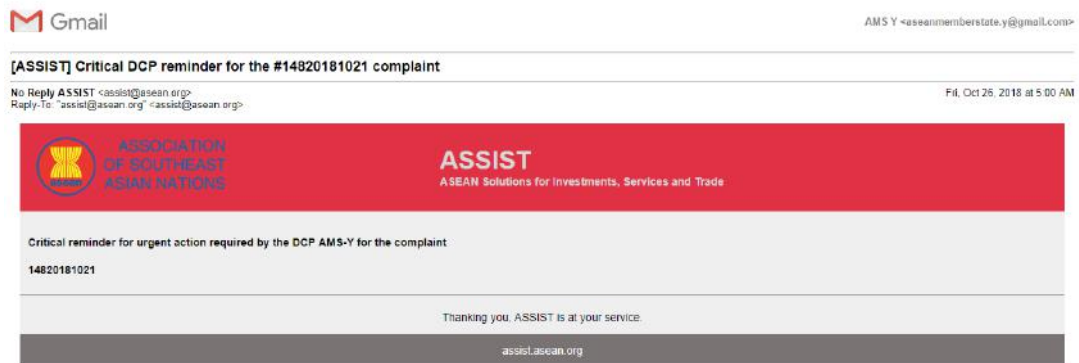 Gmail
AMS Y <aseanmemberstate.y@gmail.com>
[ASSIST] Critical DCP reminder for the #14820181021 complaint
No Reply ASSIST <assist@asean.org>
Fri, Oct 26, 2018 at 5:00 AM
Reply-To: "assist@asean.org" <assist@asean.org>
ASSOCIATION
OF SOUTHEAST
ASIAN NATIONS
asean
ASSIST
ASEAN Solutions for Investments, Services and Trade
Critical reminder for urgent action required by the DCP AMS-Y for the complaint
14820181021
Thanking you, ASSIST is at your service.
assist.asean.org